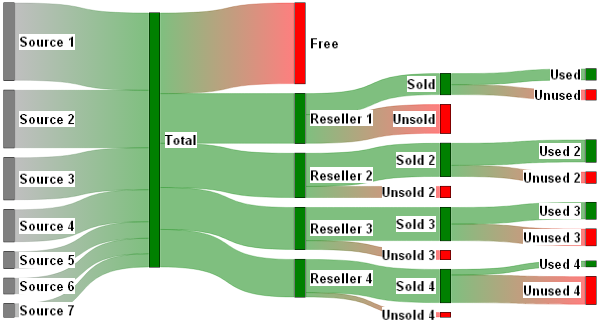 Source 1
Source 2
Source 3
Source 4
Source 5
Source 6
Source 7
Total
Free
Reseller 1
Reseller 2
Reseller 3
Reseller 4
Sold
Unsold
Sold 2
Unsold 2
Sold 3
Unsold 3
Sold 4
Unsold 4
Used
Unused
Used 2
Unused 2
Used 3
Unused 3
Used 4
Unused 4